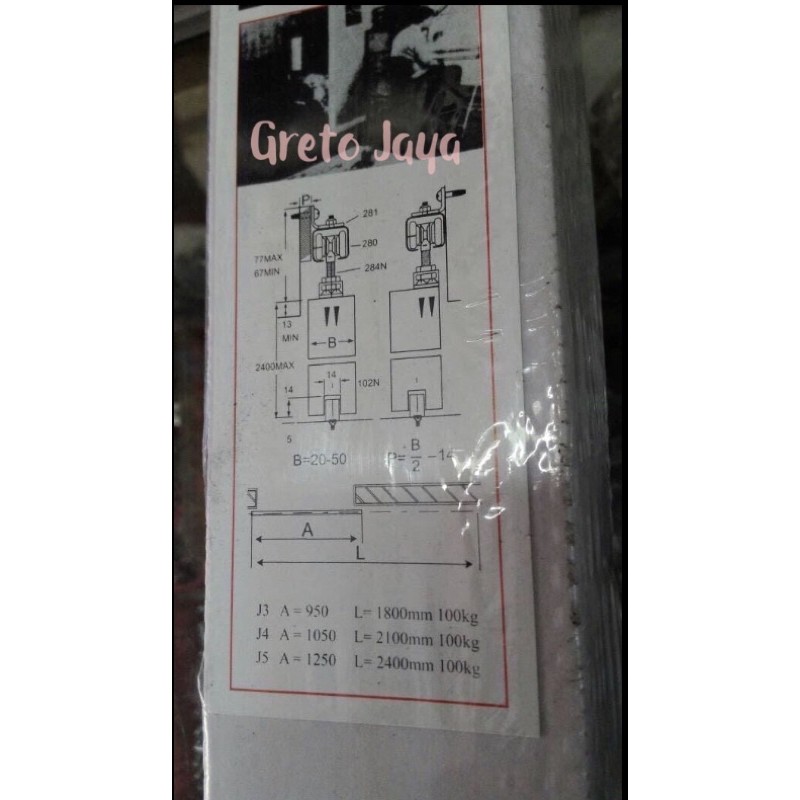 Greto Jaya
P
281
280
77MAX
67MIN
284N
13
MIN
B
2400MAX
14
14
102N
5
B=20-50
P= B/2 -14
A
L
J3 A = 950 L= 1800mm 100kg
J4 A = 1050 L= 2100mm 100kg
J5 A = 1250 L= 2400mm 100kg